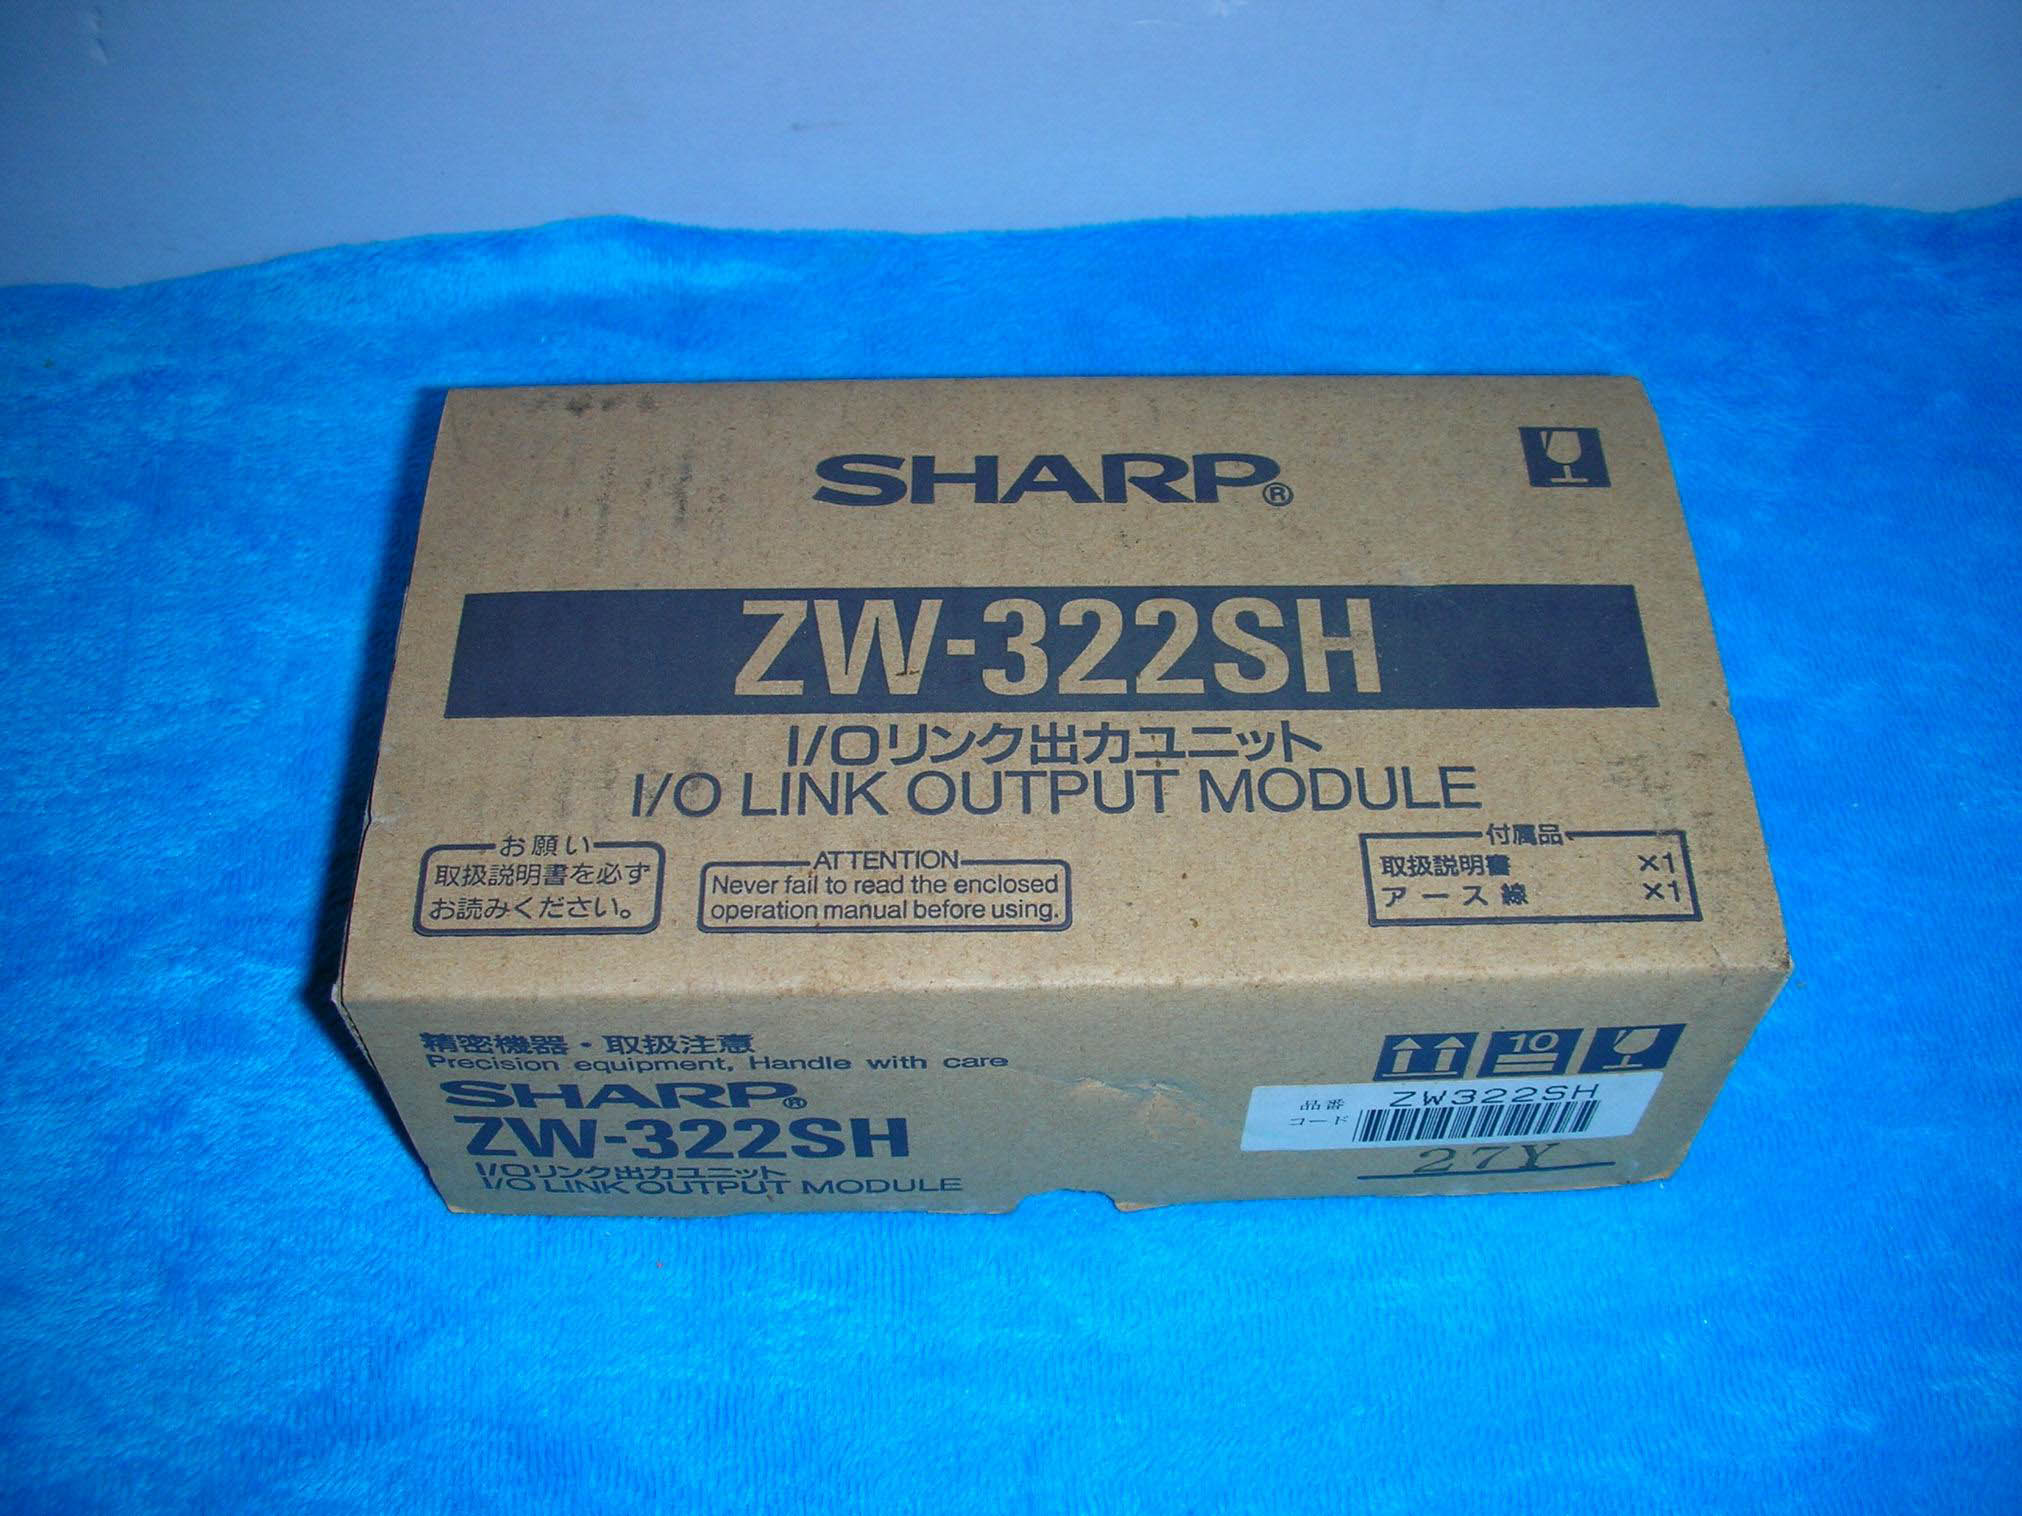 SHARP®
ZW-322SH
I/Oリンク出力ユニット
I/O LINK OUTPUT MODULE
お願い
取扱説明書を必ず
お読みください。
ATTENTION
Never fail to read the enclosed
operation manual before using.
付属品
取扱説明書 ×1
アース線 ×1
精密機器・取扱注意
Precision equipment, Handle with care
SHARP®
ZW-322SH
I/Oリンク出力ユニット
I/O LINK OUTPUT MODULE
10
品番 ZW322SH
コード
27Y